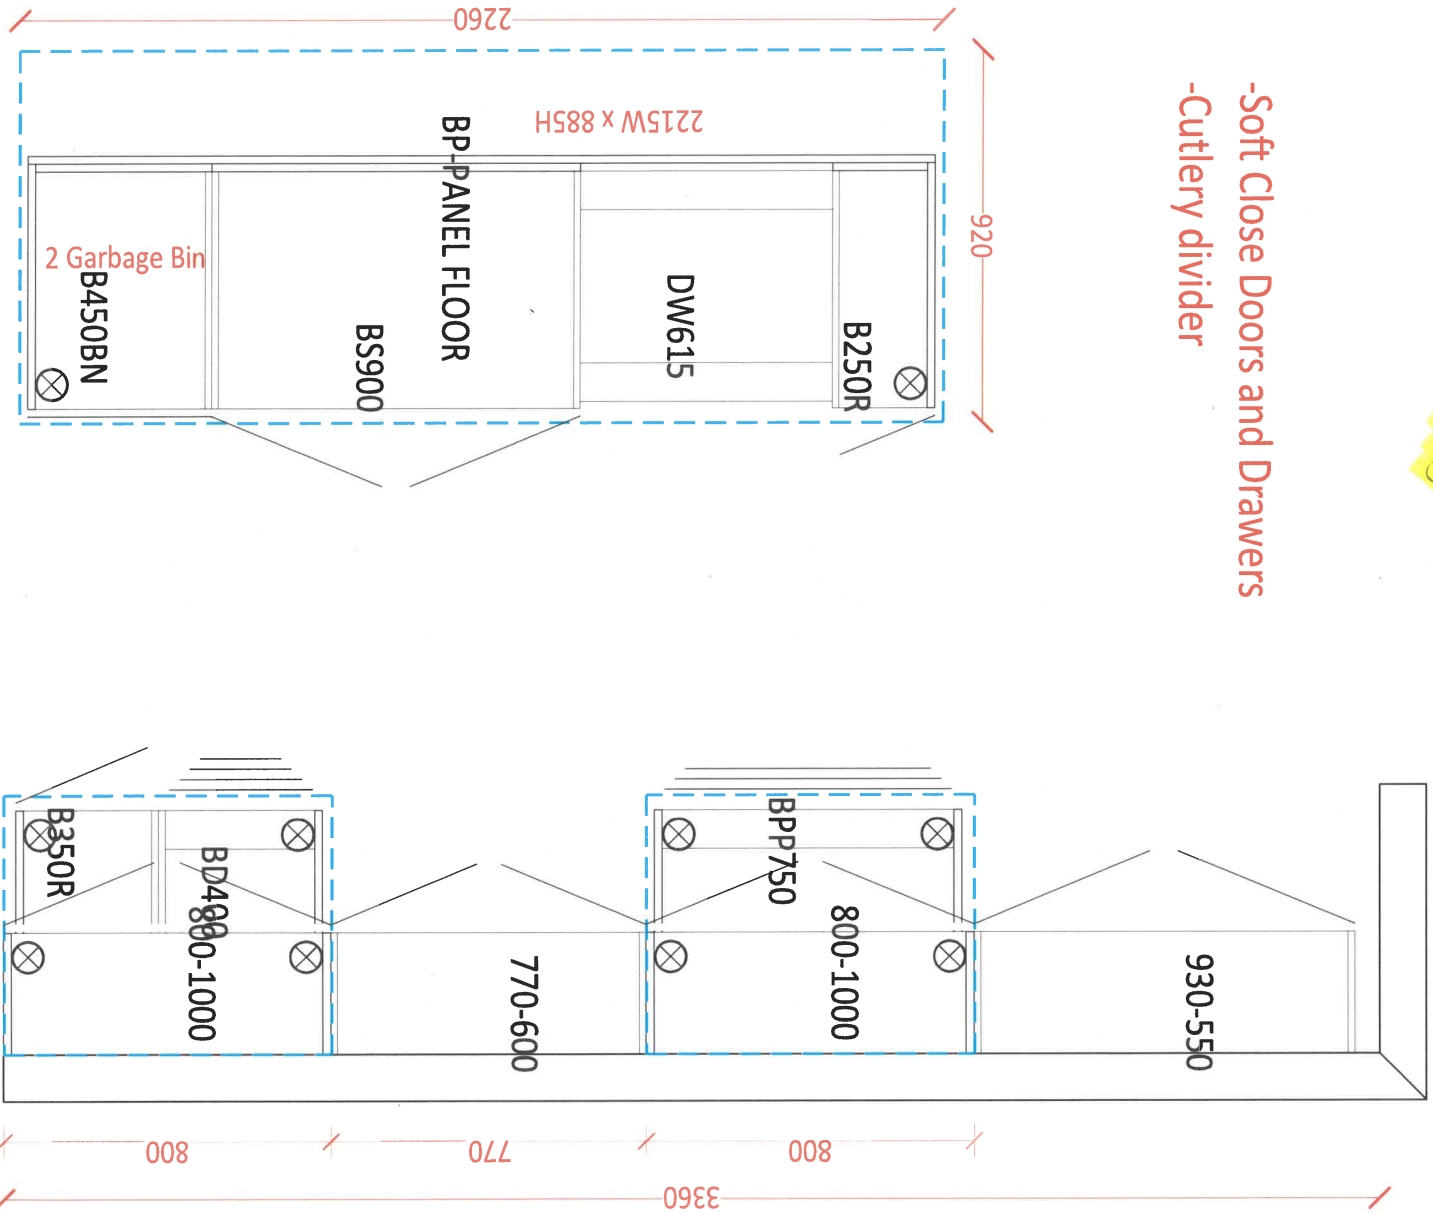 2260
2215W x 885H
BP-PANEL FLOOR
2 Garbage Bin
B450BN
BS900
DW615
B250R
920
-Soft Close Doors and Drawers
-Cutlery divider
B350R
BD400
800-1000
770-600
BPP750
800-1000
930-550
800
770
800
3360